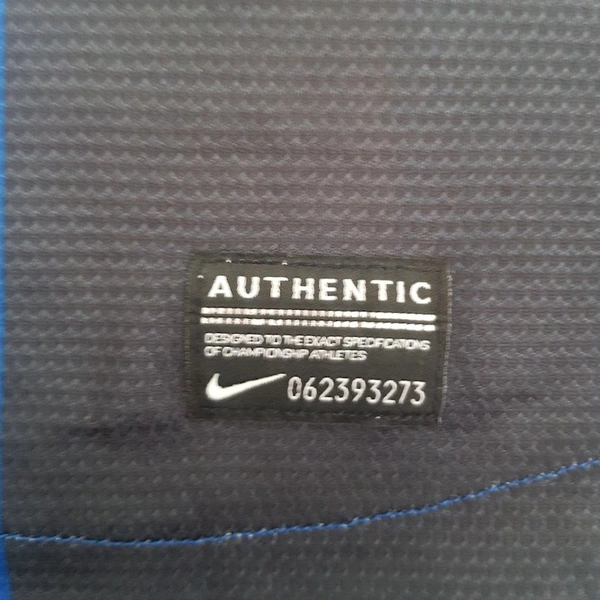 AUTHENTIC
DESIGNED TO THE EXACT SPECIFICATIONS
OF CHAMPIONSHIP ATHLETES
062393273